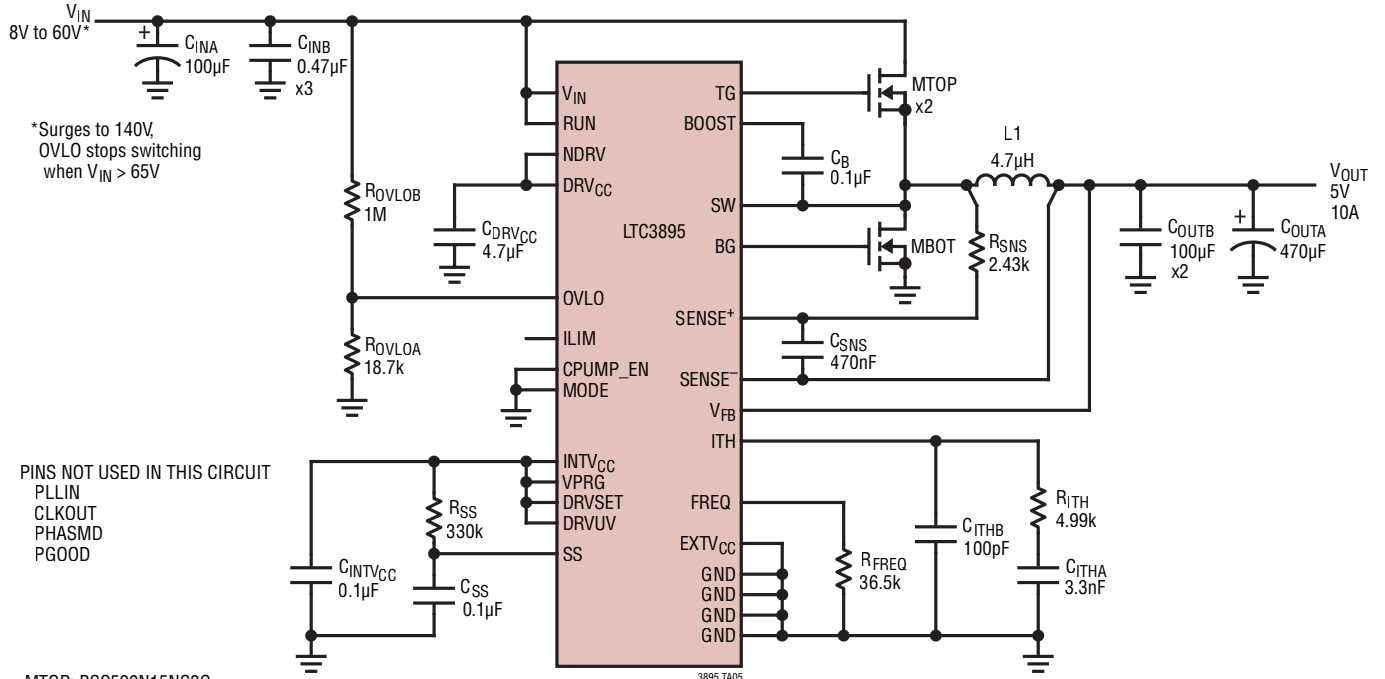 VIN
8V to 60V*
CINA
100µF
CINB
0.47µF
x3
*Surges to 140V,
OVLO stops switching
when VIN > 65V
ROVLOB
1M
ROVLOA
18.7k
CDRVCC
4.7µF
VIN
RUN
NDRV
DRVCC
OVLO
ILIM
CPUMP_EN
MODE
INTVCC
VPRG
DRVSET
DRVUV
SS
LTC3895
TG
BOOST
SW
BG
SENSE+
SENSE–
VFB
ITH
FREQ
EXTVCC
GND
GND
GND
GND
MTOP
x2
CB
0.1µF
MBOT
L1
4.7µH
RSNS
2.43k
CSNS
470nF
VOUT
5V
10A
COUTB
100µF
x2
+
COUTA
470µF
+
PINS NOT USED IN THIS CIRCUIT
PLLIN
CLKOUT
PHASMD
PGOOD
CINTVCC
0.1µF
RSS
330k
CSS
0.1µF
RFREQ
36.5k
CITHB
100pF
RITH
4.99k
CITHA
3.3nF
3895 TA05